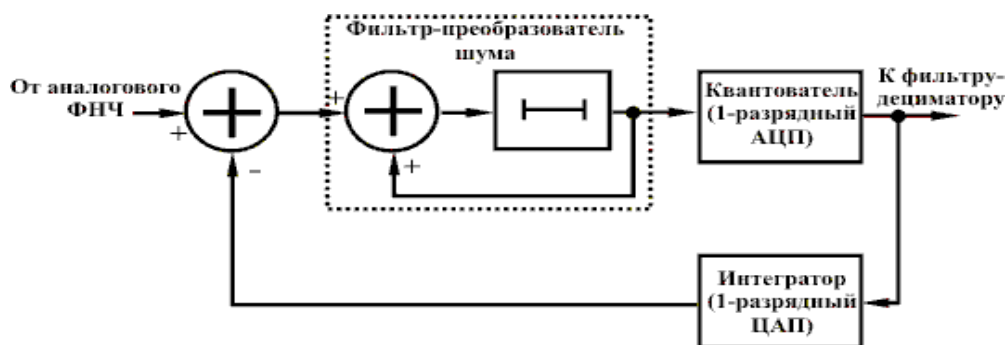 Фильтр-преобразователь
шума
От аналогового
ФНЧ
+
-
+
+
Квантователь
(1-разрядный
АЦП)
К фильтру-
дециматору
Интегратор
(1-разрядный
ЦАП)